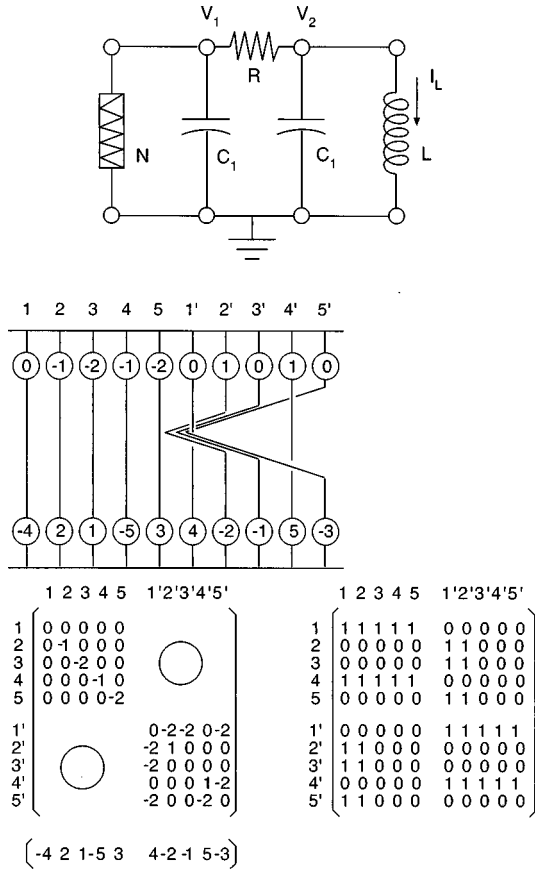 V1 V2
R
IL
N C1 C1 L
1 2 3 4 5 1' 2' 3' 4' 5'
0 -1 -2 -1 -2 0 1 0 1 0
-4 2 1 -5 3 4 -2 -1 5 -3
1 2 3 4 5 1' 2' 3' 4' 5' 1 2 3 4 5 1' 2' 3' 4' 5'
1 0 0 0 0 0 1 1 1 1 1 1 0 0 0 0 0
2 0 -1 0 0 0 2 0 0 0 0 0 1 1 0 0 0
3 0 0 -2 0 0 3 0 0 0 0 0 1 1 0 0 0
4 0 0 0 -1 0 4 1 1 1 1 1 0 0 0 0 0
5 0 0 0 0 -2 5 0 0 0 0 0 1 1 0 0 0
1' 0 -2 -2 0 -2 1' 0 0 0 0 0 1 1 1 1 1
2' -2 1 0 0 0 2' 1 1 0 0 0 0 0 0 0 0
3' -2 0 0 0 0 3' 1 1 0 0 0 0 0 0 0 0
4' 0 0 0 1 -2 4' 0 0 0 0 0 1 1 1 1 1
5' -2 0 0 -2 0 5' 1 1 0 0 0 0 0 0 0 0
(-4 2 1 -5 3 4 -2 -1 5 -3)